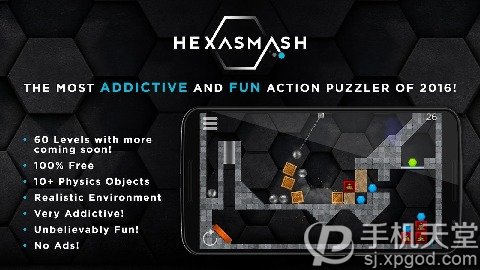 HEXASMASH
THE MOST ADDICTIVE AND FUN ACTION PUZZLER OF 2016!
• 60 Levels with more
coming soon!
• 100% Free
• 10+ Physics Objects
• Realistic Environment
• Very Addictive!
• Unbelievably Fun!
• No Ads!
26
手机天堂
sj.xpgod.com